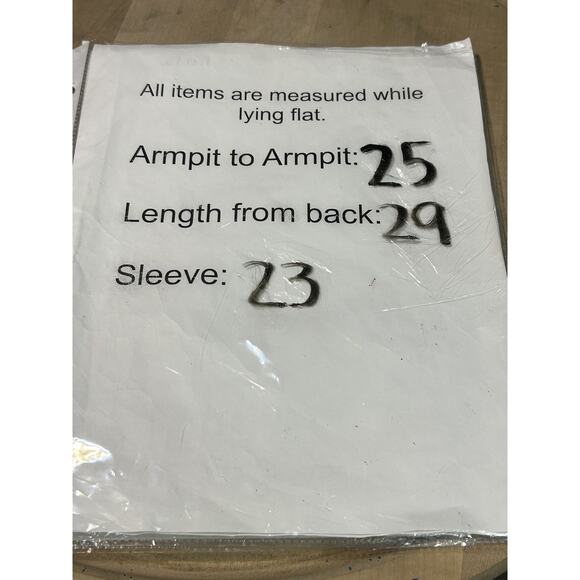 All items are measured while
lying flat.
Armpit to Armpit: 25
Length from back: 29
Sleeve: 23